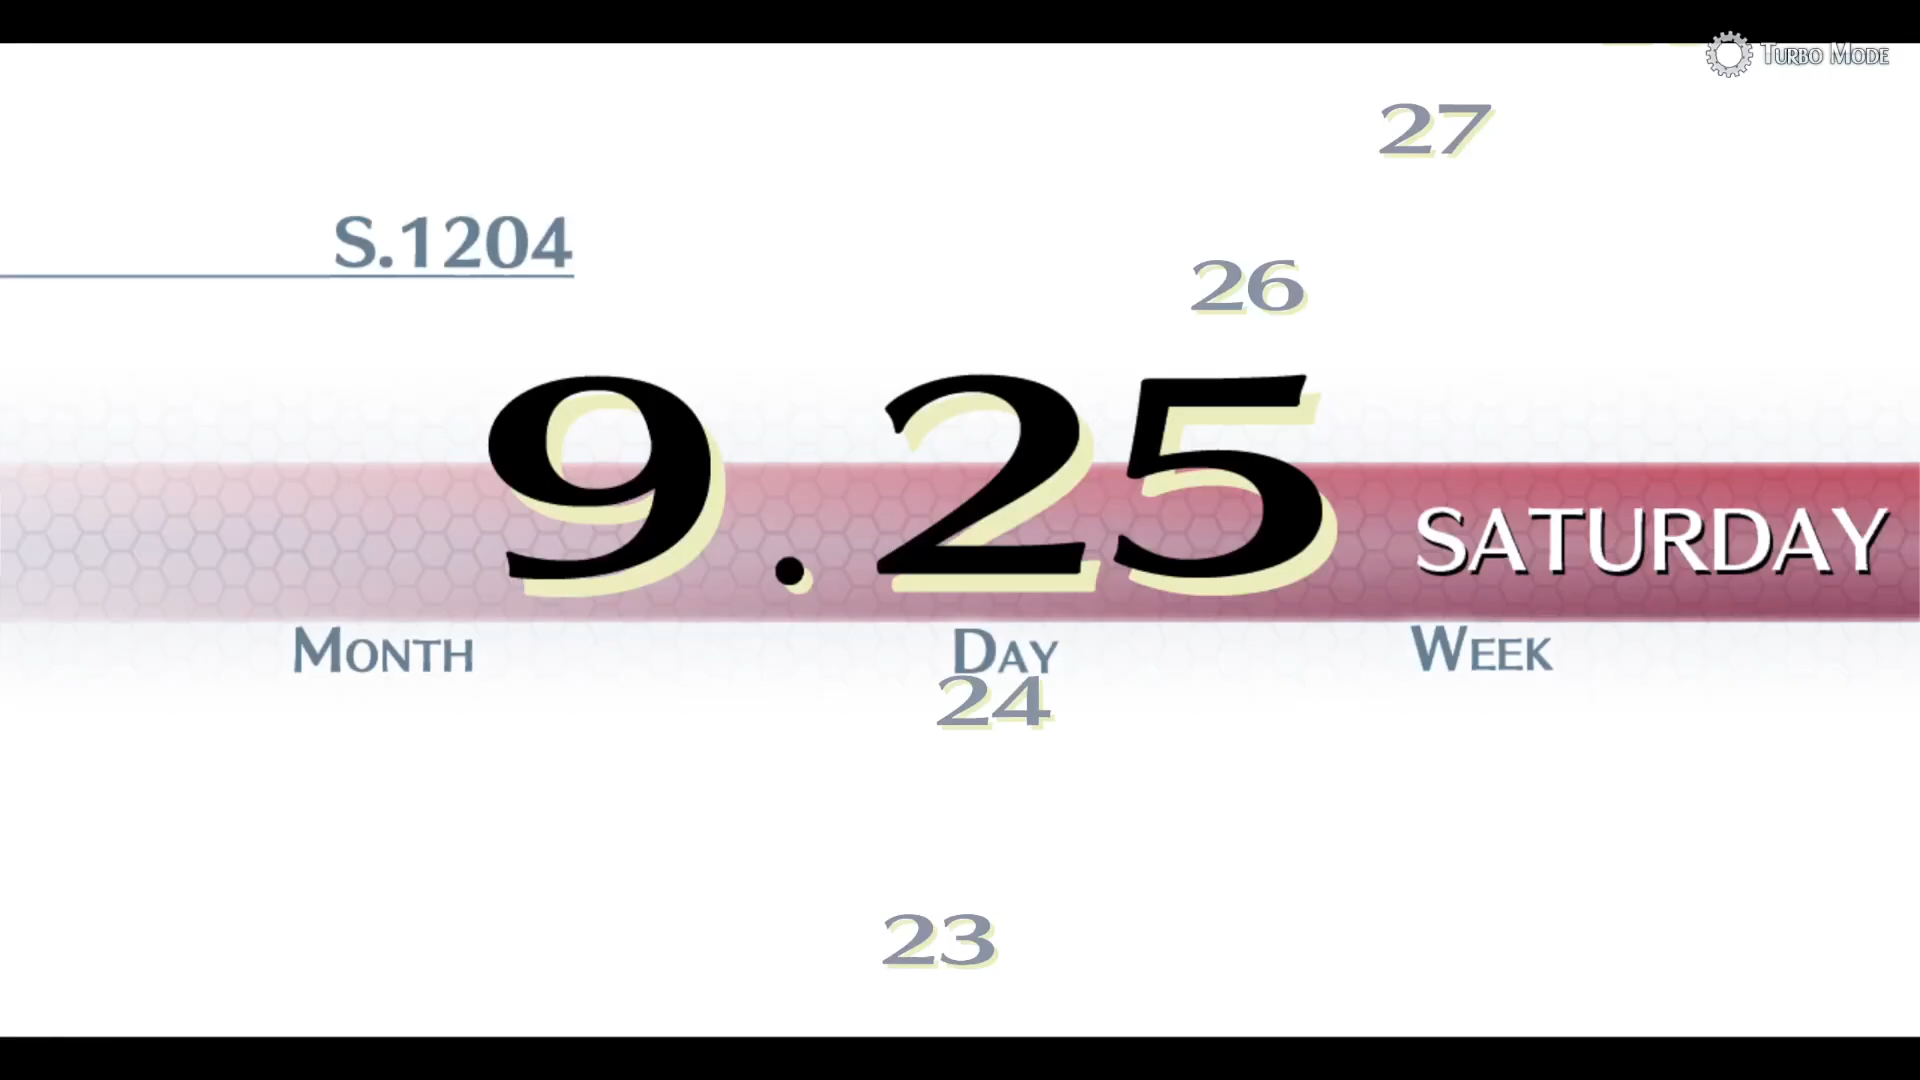 TURBO MODE
27
S.1204
26
9.25
SATURDAY
MONTH
DAY
WEEK
24
23